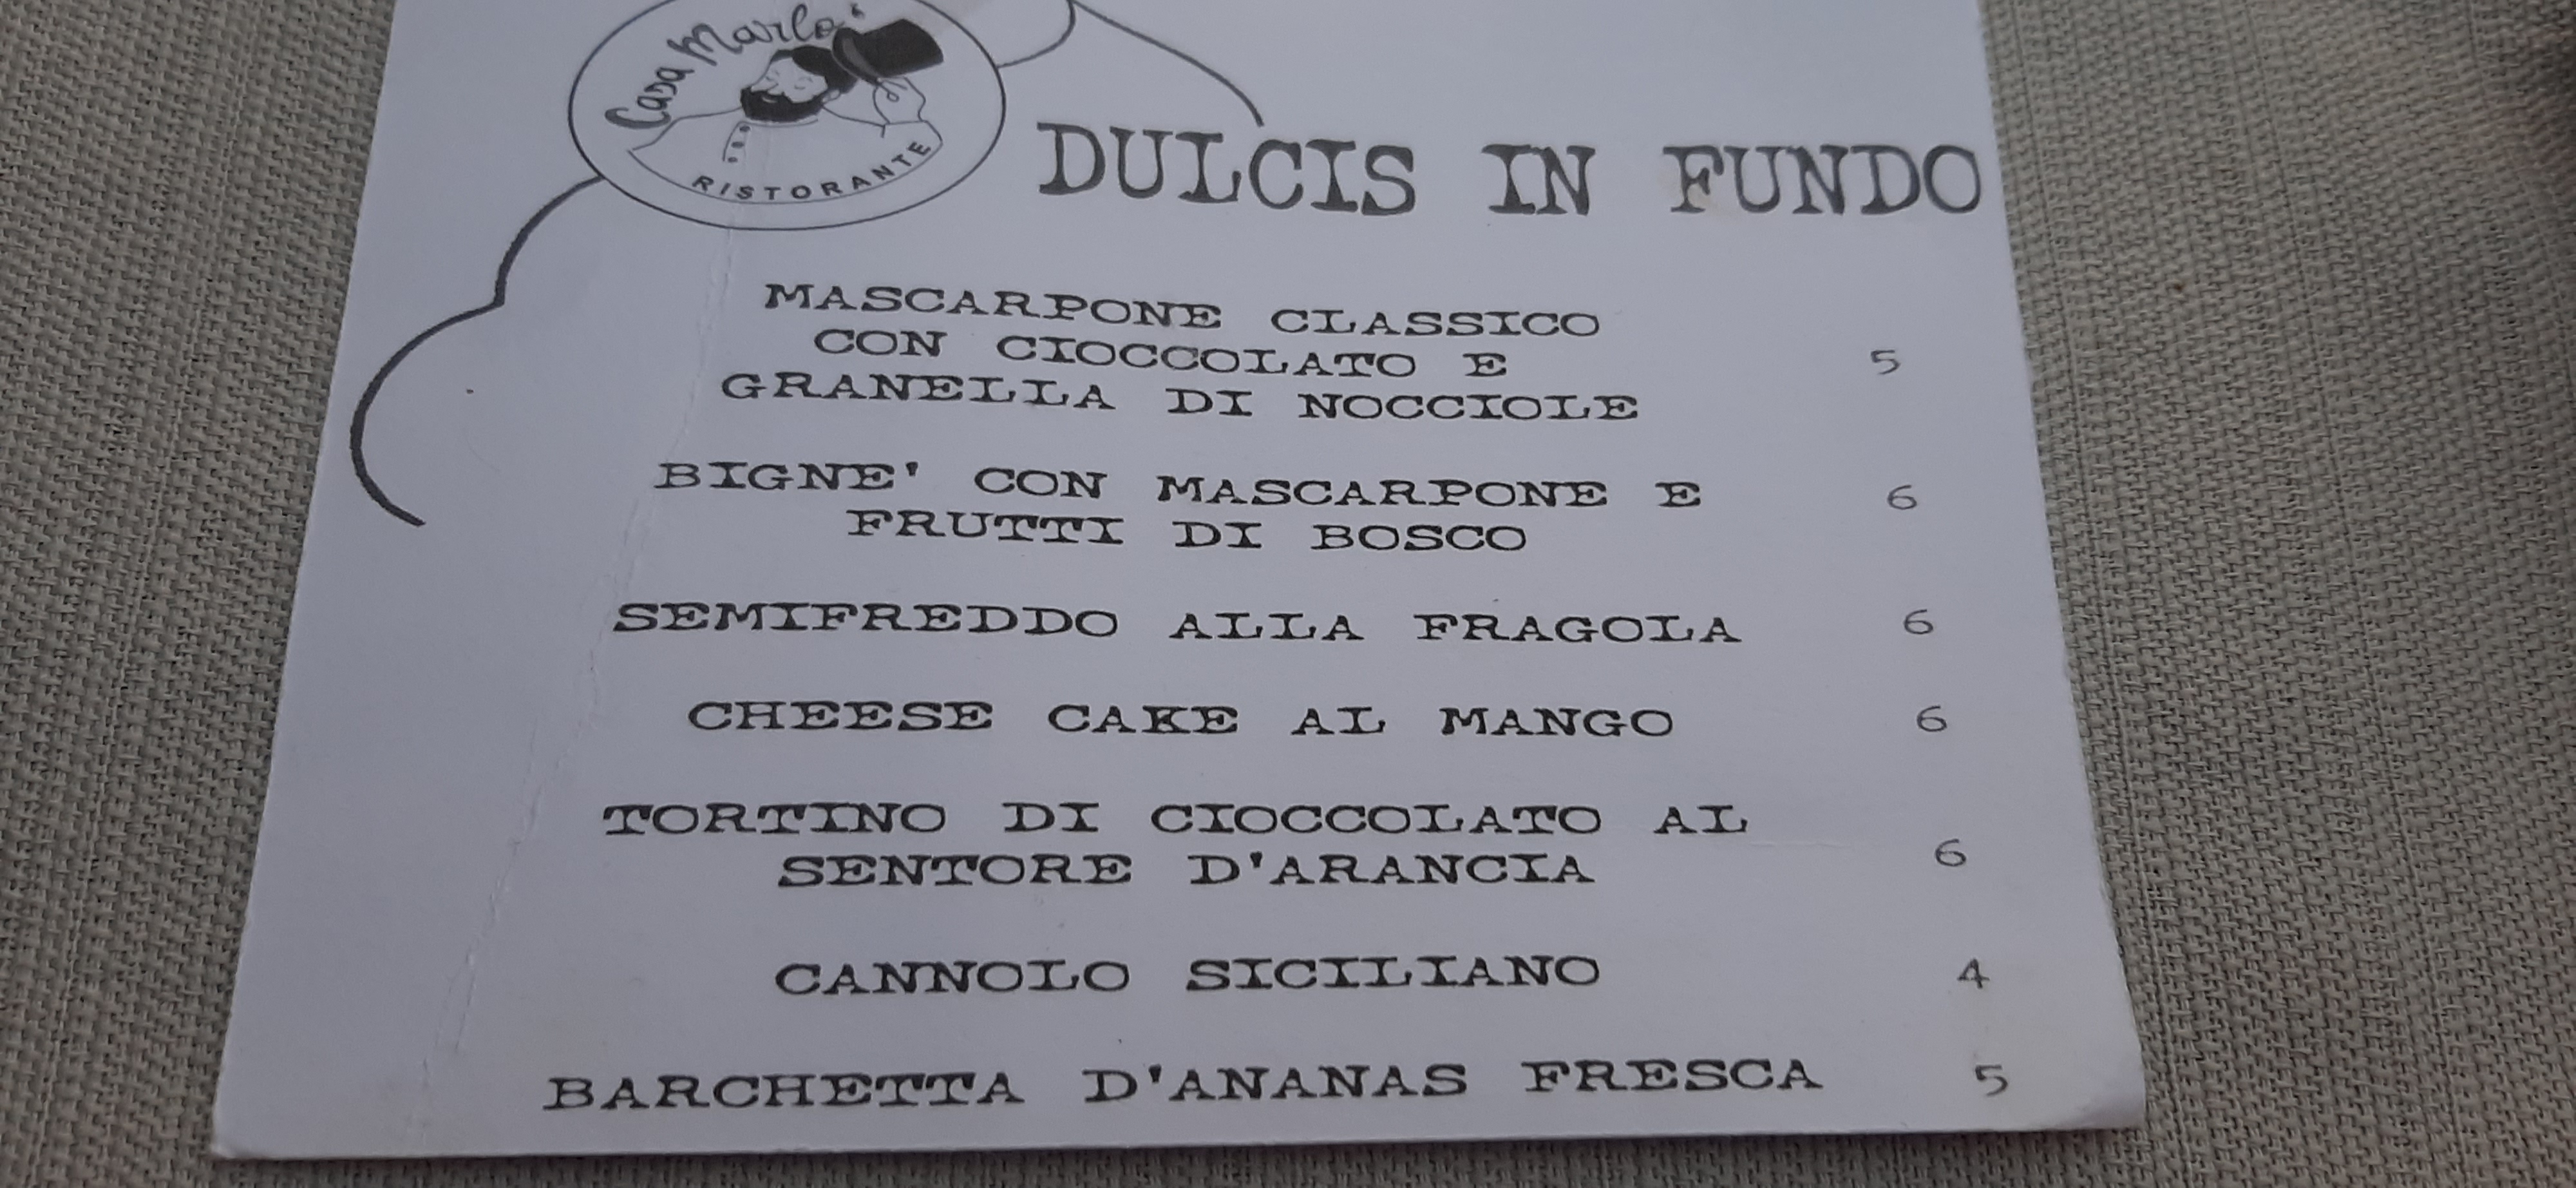 Casa Marlo'
RISTORANTE
DULCIS IN FUNDO
MASCARPONE CLASSICO
CON CIOCCOLATO E
GRANELLA DI NOCCIOLE
5
BIGNE' CON MASCARPONE E
FRUTTI DI BOSCO
6
SEMIFREDDO ALLA FRAGOLA 6
CHEESE CAKE AL MANGO 6
TORTINO DI CIOCCOLATO AL
SENTORE D'ARANCIA
6
CANNOLO SICILIANO 4
BARCHETTA D'ANANAS FRESCA 5